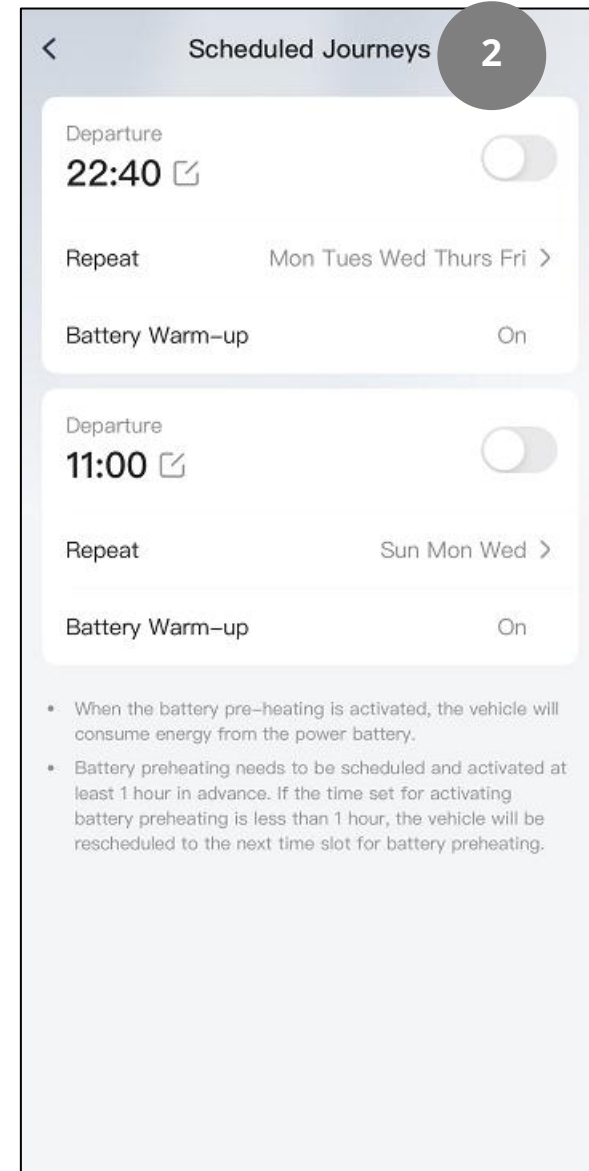 Scheduled Journeys 2
Departure
22:40
Repeat Mon Tues Wed Thurs Fri >
Battery Warm-up On
Departure
11:00
Repeat Sun Mon Wed >
Battery Warm-up On
• When the battery pre-heating is activated, the vehicle will
consume energy from the power battery.
• Battery preheating needs to be scheduled and activated at
least 1 hour in advance. If the time set for activating
battery preheating is less than 1 hour, the vehicle will be
rescheduled to the next time slot for battery preheating.